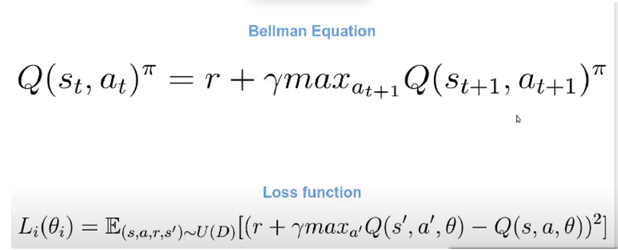 Bellman Equation
Q(s_t, a_t)^π = r + γmax_{a_{t+1}}Q(s_{t+1}, a_{t+1})^π
Loss function
L_i(θ_i) = 𝔼_{(s,a,r,s')∼U(D)}[(r + γmax_{a'}Q(s', a', θ) − Q(s, a, θ))^2]